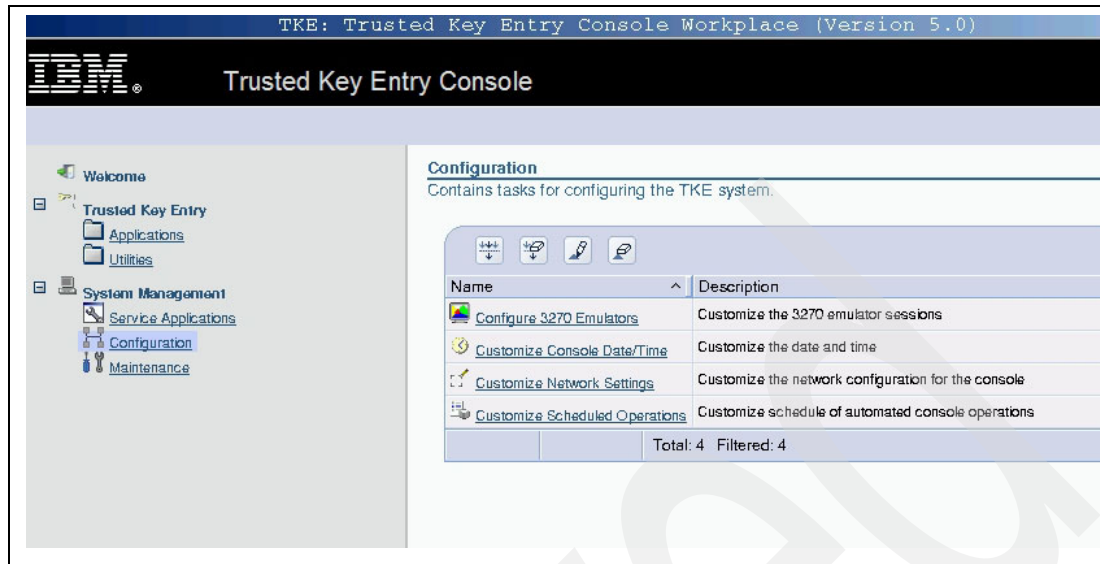 TKE: Trusted Key Entry Console Workplace (Version 5.0)
IBM® Trusted Key Entry Console
Welcome
Trusted Key Entry
Applications
Utilities
System Management
Service Applications
Configuration
Maintenance
Configuration
Contains tasks for configuring the TKE system.
Name ^ Description
Configure 3270 Emulators Customize the 3270 emulator sessions
Customize Console Date/Time Customize the date and time
Customize Network Settings Customize the network configuration for the console
Customize Scheduled Operations Customize schedule of automated console operations
Total: 4 Filtered: 4